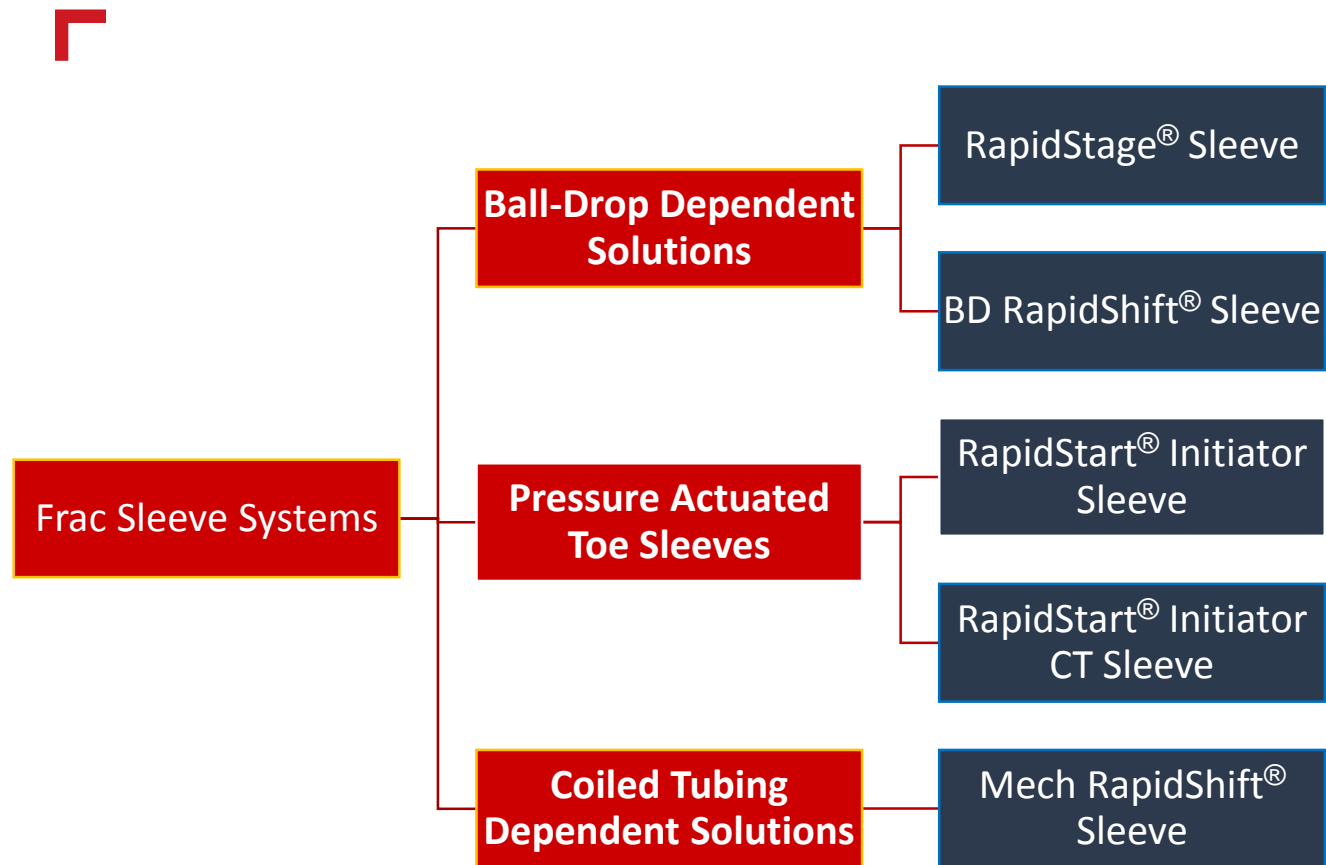 Frac Sleeve Systems
Ball-Drop Dependent
Solutions
RapidStage® Sleeve
BD RapidShift® Sleeve
Pressure Actuated
Toe Sleeves
RapidStart® Initiator
Sleeve
RapidStart® Initiator
CT Sleeve
Coiled Tubing
Dependent Solutions
Mech RapidShift®
Sleeve